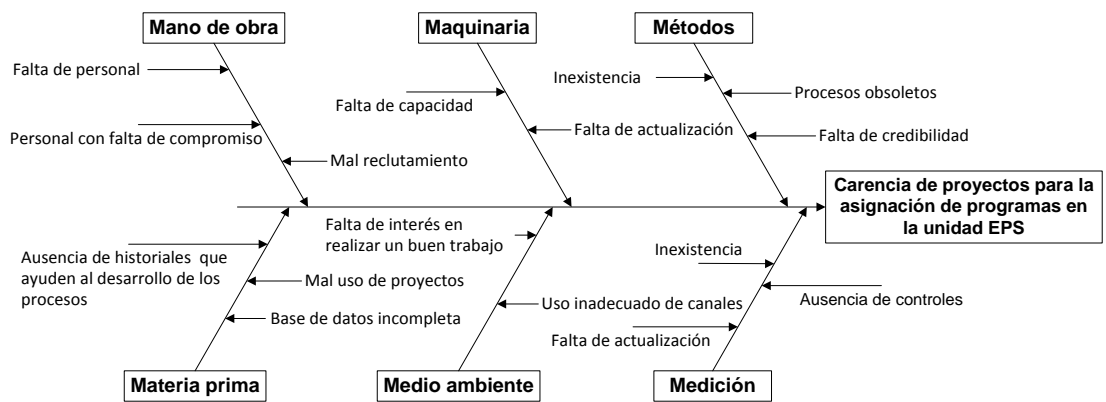 Mano de obra
Maquinaria
Métodos
Falta de personal
Inexistencia
Procesos obsoletos
Falta de capacidad
Falta de actualización
Personal con falta de compromiso
Falta de credibilidad
Mal reclutamiento
Carencia de proyectos para la
asignación de programas en
la unidad EPS
Falta de interés en
realizar un buen trabajo
Ausencia de historiales que
ayuden al desarrollo de los
procesos
Inexistencia
Mal uso de proyectos
Uso inadecuado de canales
Ausencia de controles
Base de datos incompleta
Falta de actualización
Materia prima
Medio ambiente
Medición